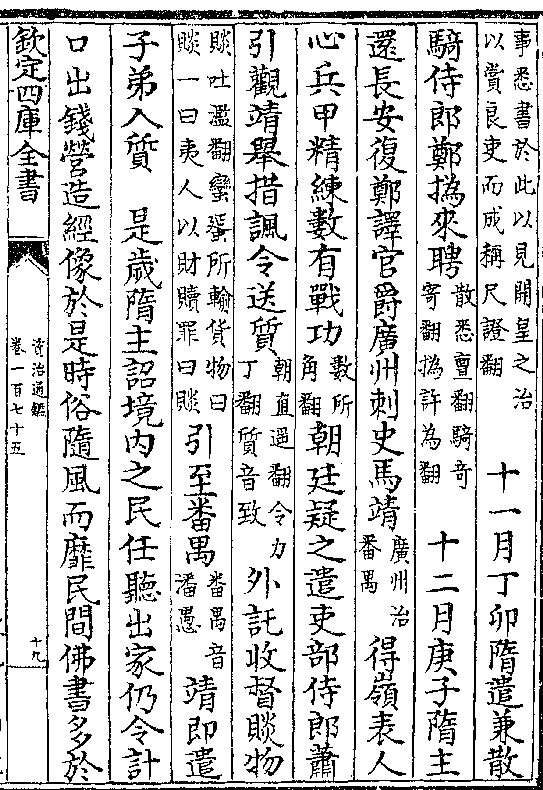 事悉書於此以見開皇之治以賞良吏而成稱尺證翻 十一月丁卯隋遣兼散
騎侍郎鄭撝來聘散悉亶翻騎奇寄翻撝許為翻 十二月庚子隋主
還長安復鄭譯官爵廣州刺史馬靖廣州治番禺得嶺表人
心兵甲精練數有戰功數所角翻朝廷疑之遣吏部侍郎蕭
引觀靖舉措諷令送質朝直遥翻令力丁翻質音致外託收督賧物
賧吐濫翻蠻蜑所輸貨物曰賧一曰夷人以財贖罪曰賧引至番禺番禺音潘愚靖即遣
子弟入質 是歲隋主詔境内之民任聽出家仍令計
口出錢營造經像於是時俗隨風而靡民間佛書多於
欽定四庫全書
資治通鑑
卷一百七十五
十九